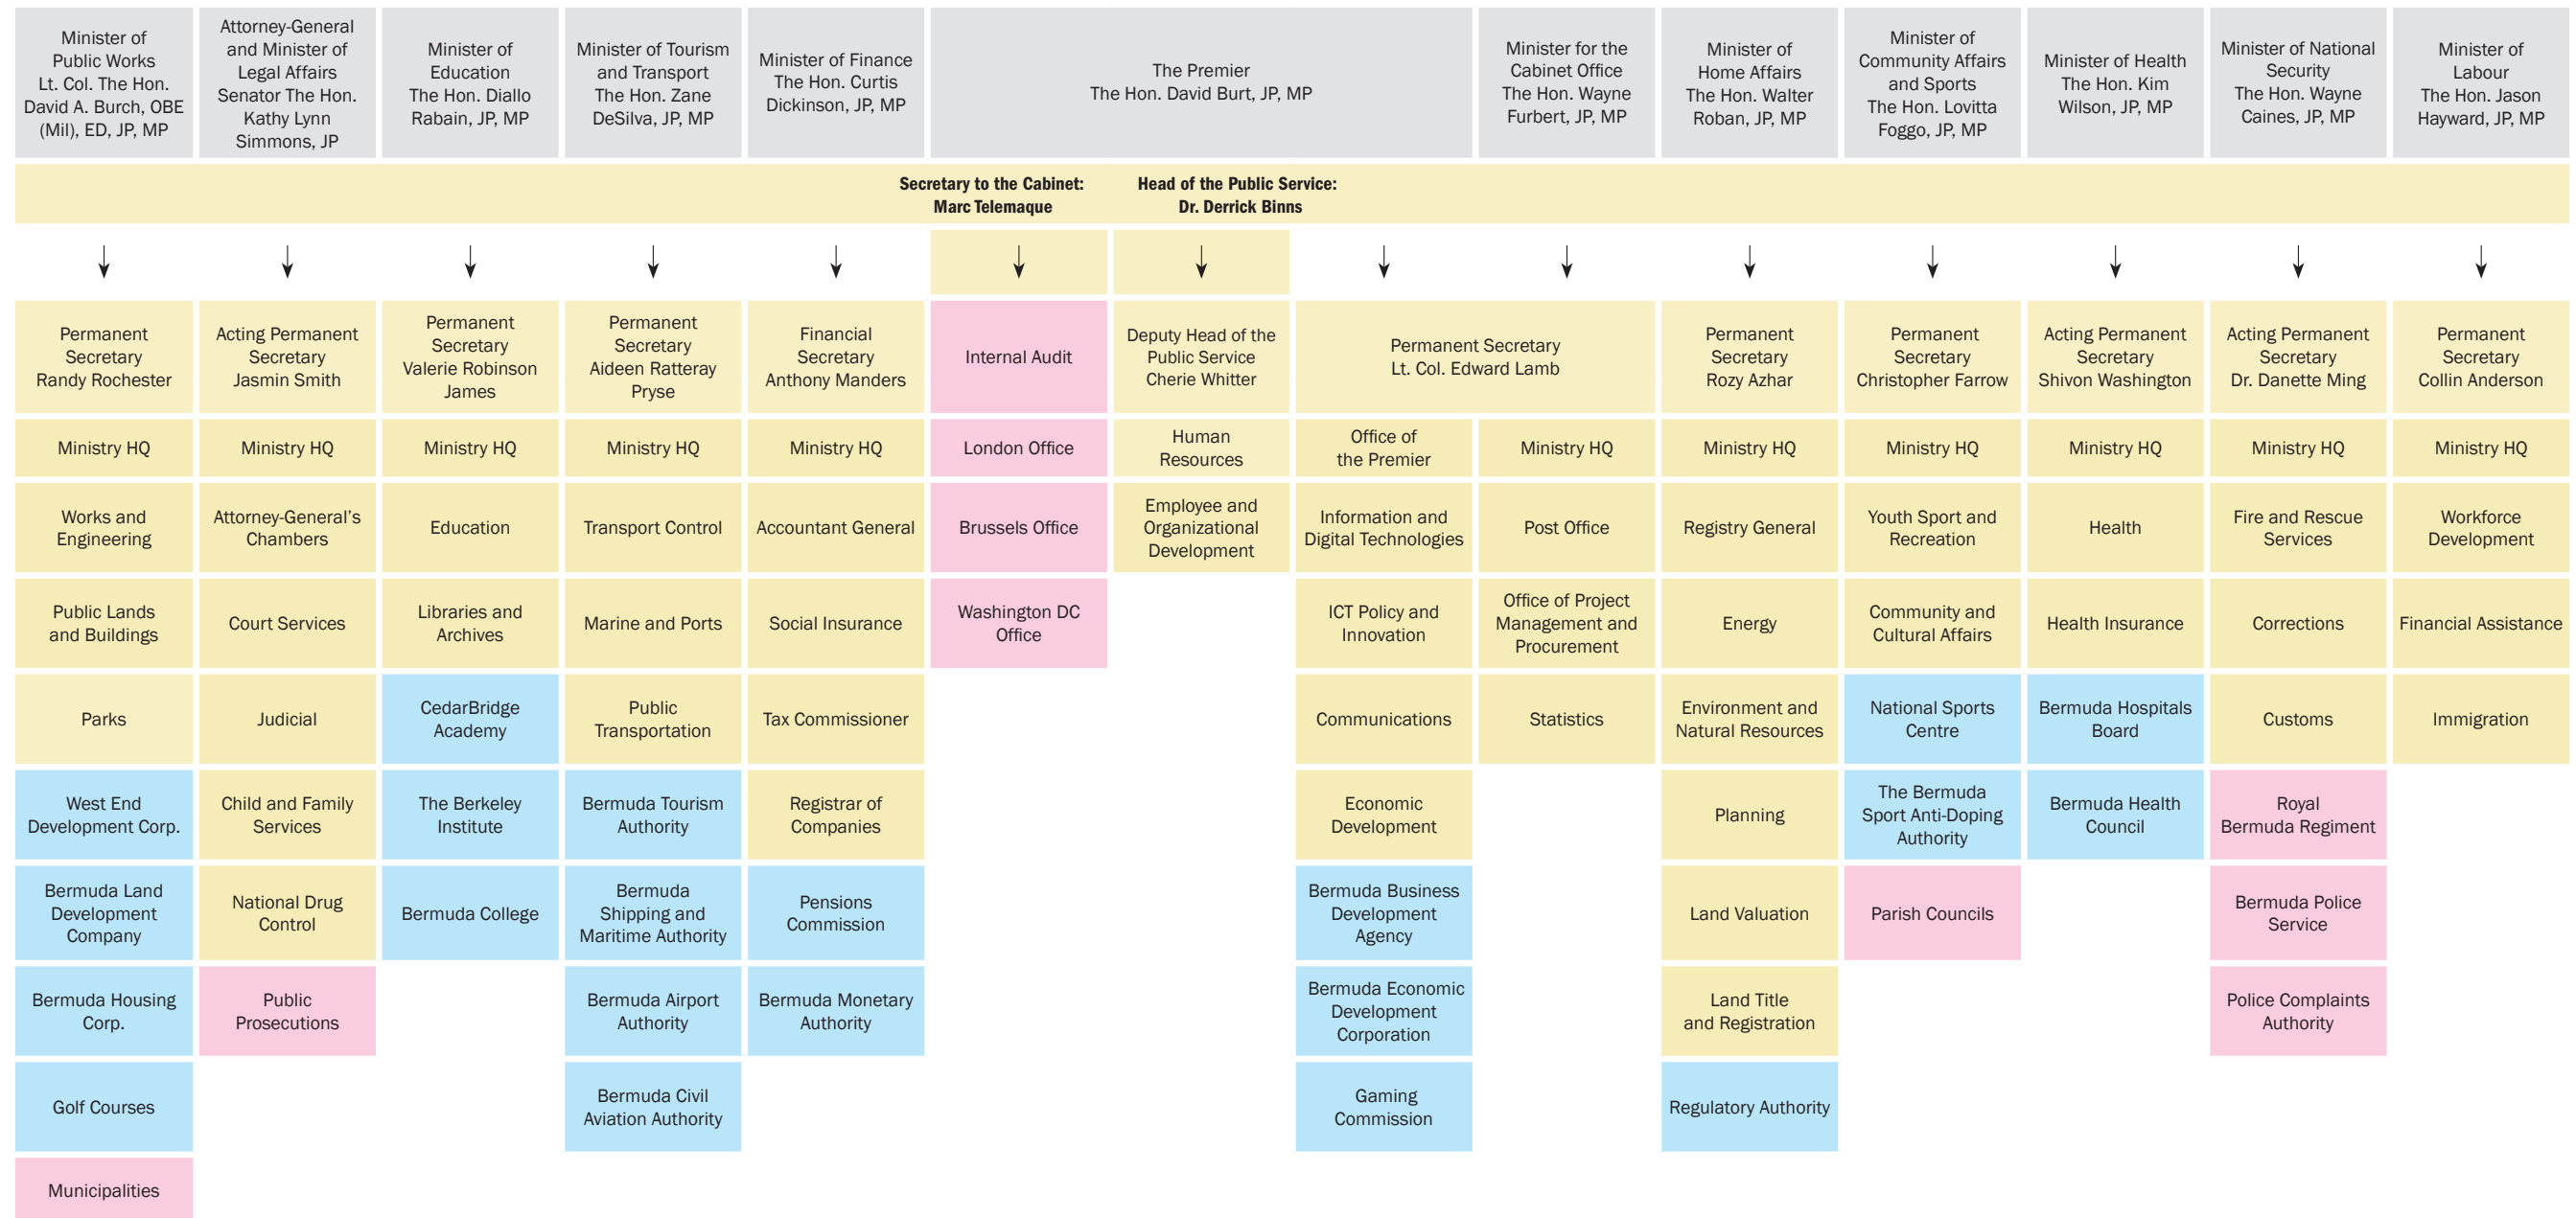 Minister of
Public Works
Lt. Col. The Hon.
David A. Burch, OBE
(Mil), ED, JP, MP
Attorney-General
and Minister of
Legal Affairs
Senator The Hon.
Kathy Lynn
Simmons, JP
Minister of
Education
The Hon. Diallo
Rabain, JP, MP
Minister of Tourism
and Transport
The Hon. Zane
DeSilva, JP, MP
Minister of Finance
The Hon. Curtis
Dickinson, JP, MP
The Premier
The Hon. David Burt, JP, MP
Minister for the
Cabinet Office
The Hon. Wayne
Furbert, JP, MP
Minister of
Home Affairs
The Hon. Walter
Roban, JP, MP
Minister of
Community Affairs
and Sports
The Hon. Lovitta
Foggo, JP, MP
Minister of Health
The Hon. Kim
Wilson, JP, MP
Minister of National
Security
The Hon. Wayne
Caines, JP, MP
Minister of
Labour
The Hon. Jason
Hayward, JP, MP
Secretary to the Cabinet:
Marc Telemaque
Head of the Public Service:
Dr. Derrick Binns
Permanent
Secretary
Randy Rochester
Acting Permanent
Secretary
Jasmin Smith
Permanent
Secretary
Valerie Robinson
James
Permanent
Secretary
Aideen Ratteray
Pryse
Financial
Secretary
Anthony Manders
Internal Audit
Deputy Head of the
Public Service
Cherie Whitter
Permanent Secretary
Lt. Col. Edward Lamb
Permanent
Secretary
Rozy Azhar
Permanent
Secretary
Christopher Farrow
Acting Permanent
Secretary
Shivon Washington
Acting Permanent
Secretary
Dr. Danette Ming
Permanent
Secretary
Collin Anderson
Ministry HQ
Ministry HQ
Ministry HQ
Ministry HQ
Ministry HQ
London Office
Human
Resources
Office of
the Premier
Ministry HQ
Ministry HQ
Ministry HQ
Ministry HQ
Ministry HQ
Ministry HQ
Works and
Engineering
Attorney-General's
Chambers
Education
Transport Control
Accountant General
Brussels Office
Employee and
Organizational
Development
Information and
Digital Technologies
Post Office
Registry General
Youth Sport and
Recreation
Health
Fire and Rescue
Services
Workforce
Development
Public Lands
and Buildings
Court Services
Libraries and
Archives
Marine and Ports
Social Insurance
Washington DC
Office
ICT Policy and
Innovation
Office of Project
Management and
Procurement
Energy
Community and
Cultural Affairs
Health Insurance
Corrections
Financial Assistance
Parks
Judicial
CedarBridge
Academy
Public
Transportation
Tax Commissioner
Communications
Statistics
Environment and
Natural Resources
National Sports
Centre
Bermuda Hospitals
Board
Customs
Immigration
West End
Development Corp.
Child and Family
Services
The Berkeley
Institute
Bermuda Tourism
Authority
Registrar of
Companies
Economic
Development
Planning
The Bermuda
Sport Anti-Doping
Authority
Bermuda Health
Council
Royal
Bermuda Regiment
Bermuda Land
Development
Company
National Drug
Control
Bermuda College
Bermuda
Shipping and
Maritime Authority
Pensions
Commission
Bermuda Business
Development
Agency
Land Valuation
Parish Councils
Bermuda Police
Service
Bermuda Housing
Corp.
Public
Prosecutions
Bermuda Airport
Authority
Bermuda Monetary
Authority
Bermuda Economic
Development
Corporation
Land Title
and Registration
Police Complaints
Authority
Golf Courses
Bermuda Civil
Aviation Authority
Gaming
Commission
Regulatory Authority
Municipalities